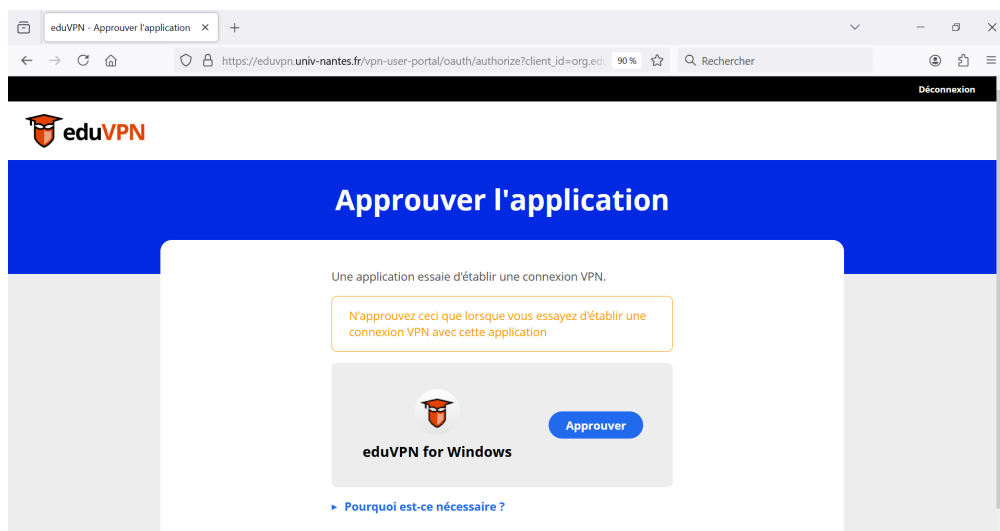 eduVPN - Approuver l'application
https://eduvpn.univ-nantes.fr/vpn-user-portal/oauth/authorize?client_id=org.edu
90 %
Rechercher
Déconnexion
eduVPN
Approuver l'application
Une application essaie d'établir une connexion VPN.
N'approuvez ceci que lorsque vous essayez d'établir une
connexion VPN avec cette application
Approuver
eduVPN for Windows
Pourquoi est-ce nécessaire ?